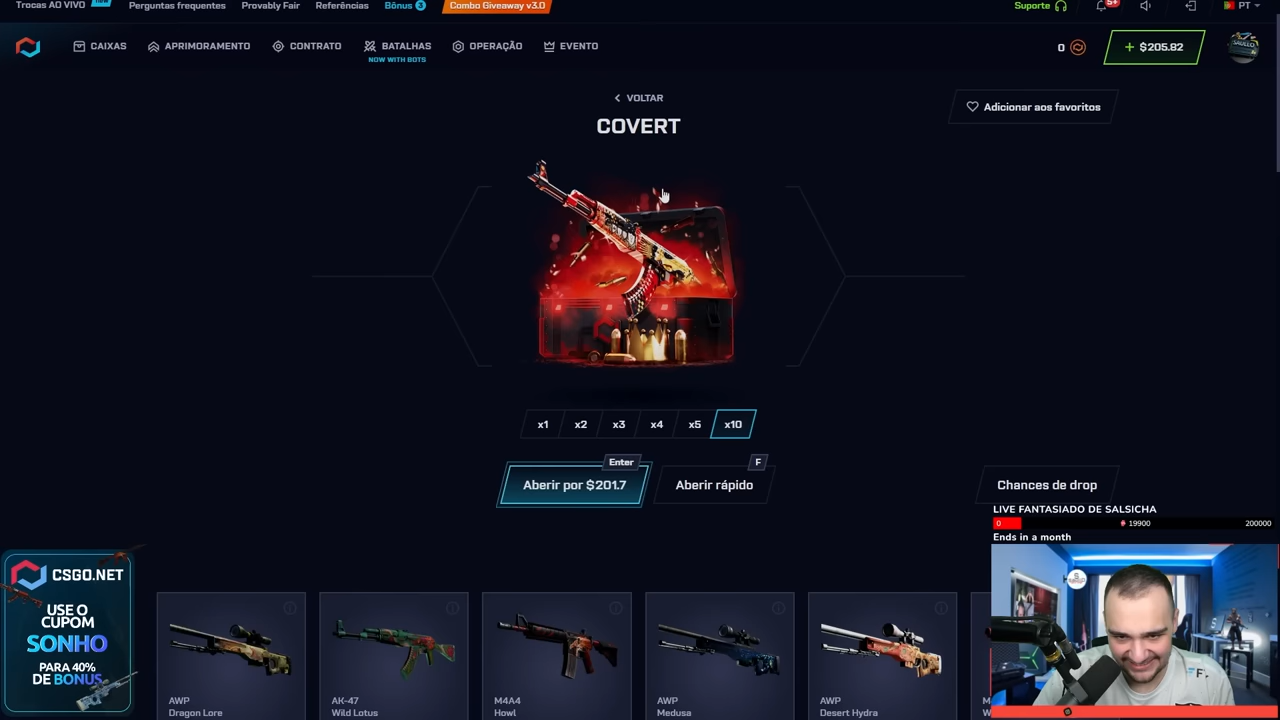 Trocas AO VIVO
Perguntas frequentes
Provably Fair
Referências
Bônus 3
Combo Giveaway v3.0
Suporte
5+
PT
CAIXAS
APRIMORAMENTO
CONTRATO
BATALHAS
NOW WITH BOTS
OPERAÇÃO
EVENTO
0
+ $205.82
VOLTAR
COVERT
Adicionar aos favoritos
x1
x2
x3
x4
x5
x10
Enter
F
Aberir por $201.7
Aberir rápido
Chances de drop
LIVE FANTASIADO DE SALSICHA
0
19900
200000
Ends in a month
CSGO.NET
USE O
CUPOM
SONHO
PARA 40%
DE BONUS
AWP
Dragon Lore
AK-47
Wild Lotus
M4A4
Howl
AWP
Medusa
AWP
Desert Hydra